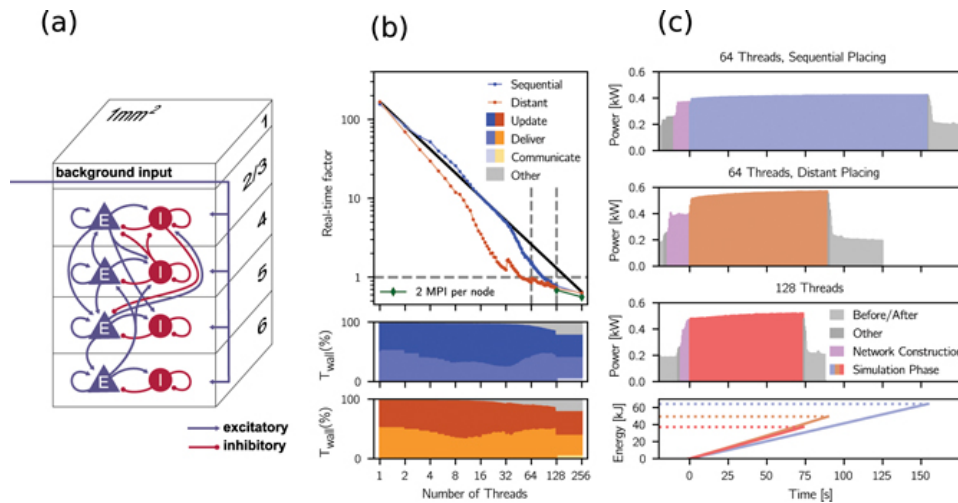 (a)
1mm²
1
2/3
4
5
6
background input
E I
E I
E I
E I
excitatory
inhibitory
(b)
Real-time factor
100
10
1
Sequential
Distant
Update
Deliver
Communicate
Other
2 MPI per node
T wall (%)
100
0
T wall (%)
100
0
1 2 4 8 16 32 64 128 256
Number of Threads
(c)
64 Threads, Sequential Placing
Power [kW]
0.6
0.4
0.2
0.0
64 Threads, Distant Placing
Power [kW]
0.6
0.4
0.2
0.0
128 Threads
Power [kW]
0.6
0.4
0.2
0.0
Before/After
Other
Network Construction
Simulation Phase
Energy [kJ]
60
40
20
0
0 25 50 75 100 125 150
Time [s]